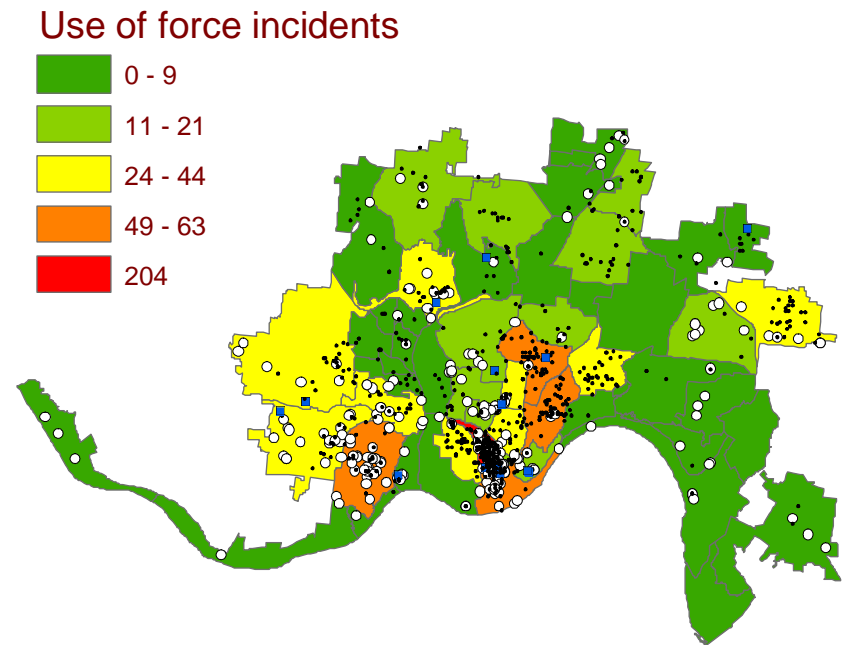 Use of force incidents
0 - 9
11 - 21
24 - 44
49 - 63
204